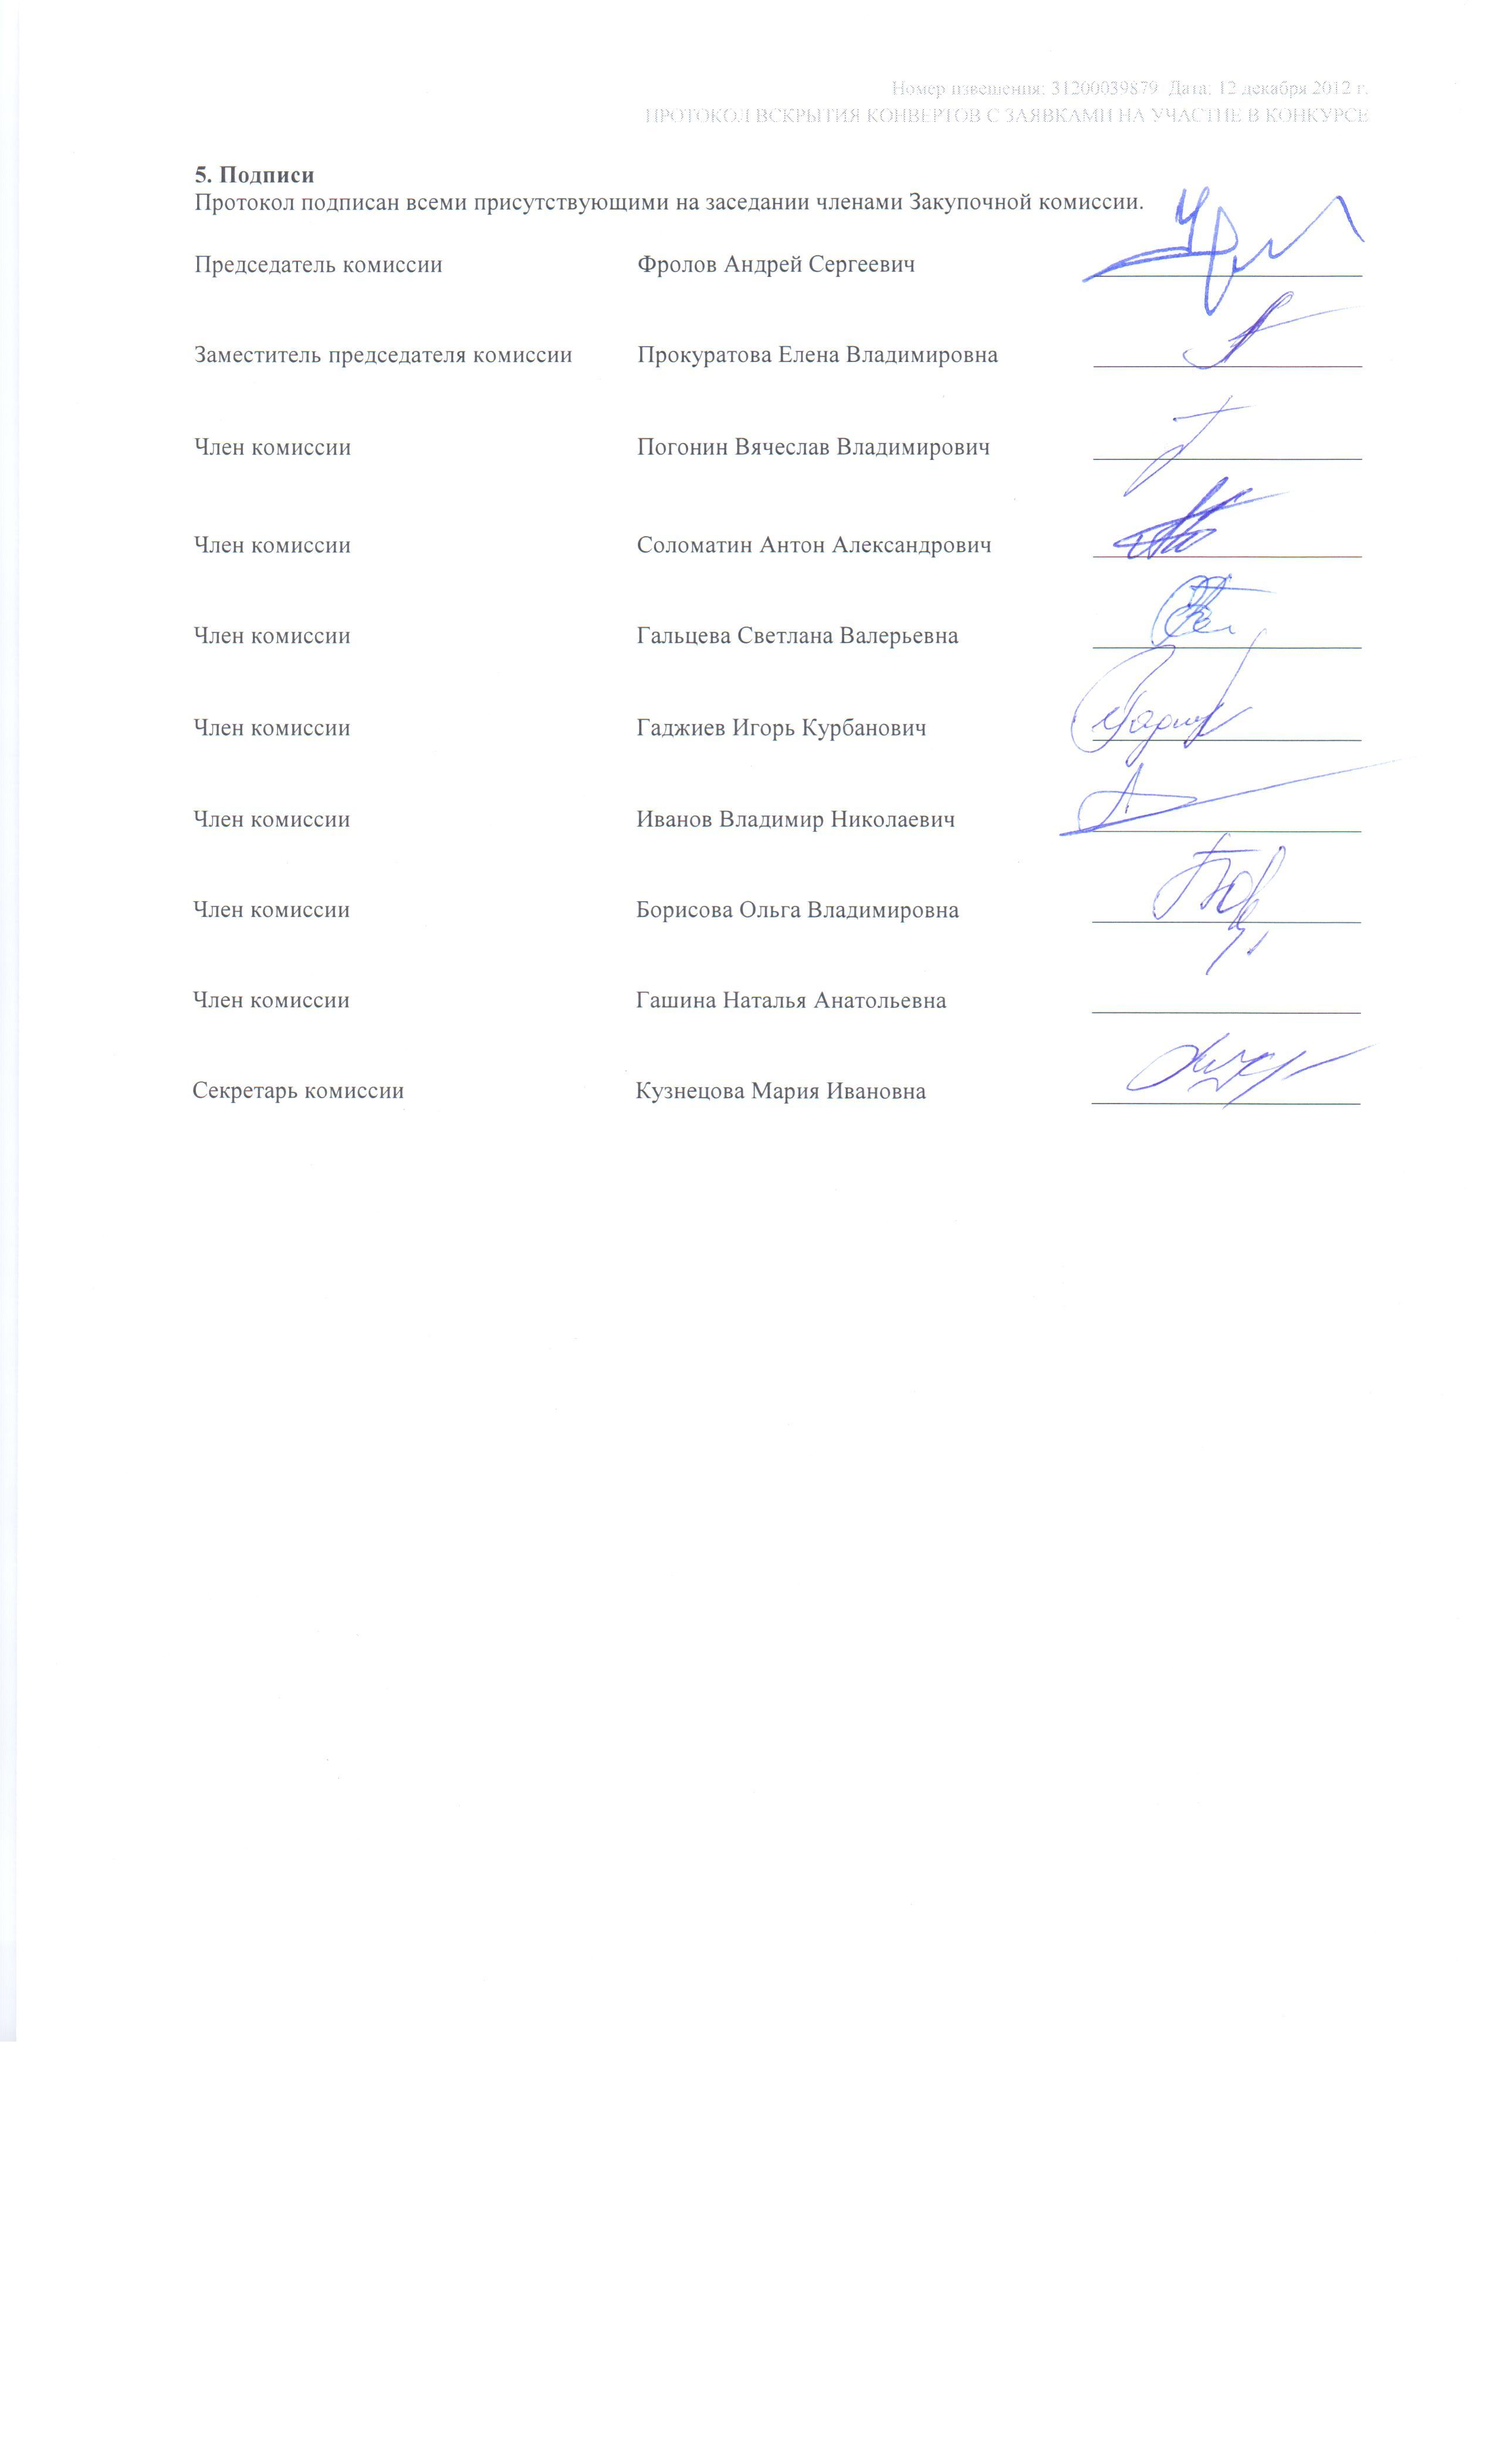 Номер извещения: 31200039879 Дата: 12 декабря 2012 г.
ПРОТОКОЛ ВСКРЫТИЯ КОНВЕРТОВ С ЗАЯВКАМИ НА УЧАСТИЕ В КОНКУРСЕ
5. Подписи
Протокол подписан всеми присутствующими на заседании членами Закупочной комиссии.
Председатель комиссии Фролов Андрей Сергеевич
Заместитель председателя комиссии Прокуратова Елена Владимировна
Член комиссии Погонин Вячеслав Владимирович
Член комиссии Соломатин Антон Александрович
Член комиссии Гальцева Светлана Валерьевна
Член комиссии Гаджиев Игорь Курбанович
Член комиссии Иванов Владимир Николаевич
Член комиссии Борисова Ольга Владимировна
Член комиссии Гашина Наталья Анатольевна
Секретарь комиссии Кузнецова Мария Ивановна